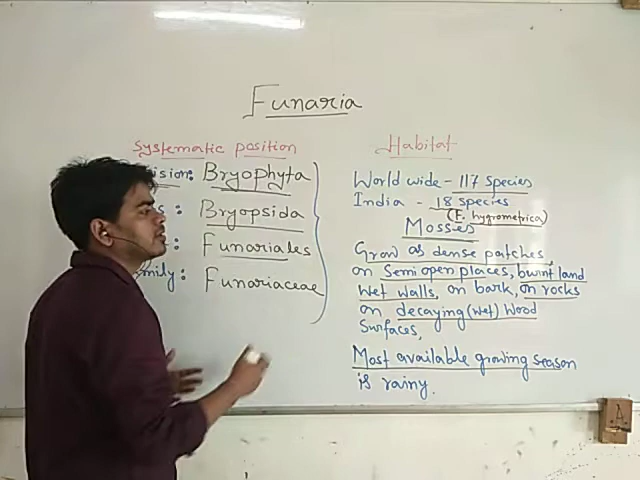 Funaria
Systematic position
ision: Bryophyta
s : Bryopsida
: Funariales
mily: Funariaceae
Habitat
World wide - 117 Species
India - 18 species
(F. hygrometrica)
Mosses
Grow as dense patches,
on Semi open places, burnt land
wet walls, on bark, on rocks
on decaying (wet) wood
Surfaces,
Most available growing season
is rainy.
A